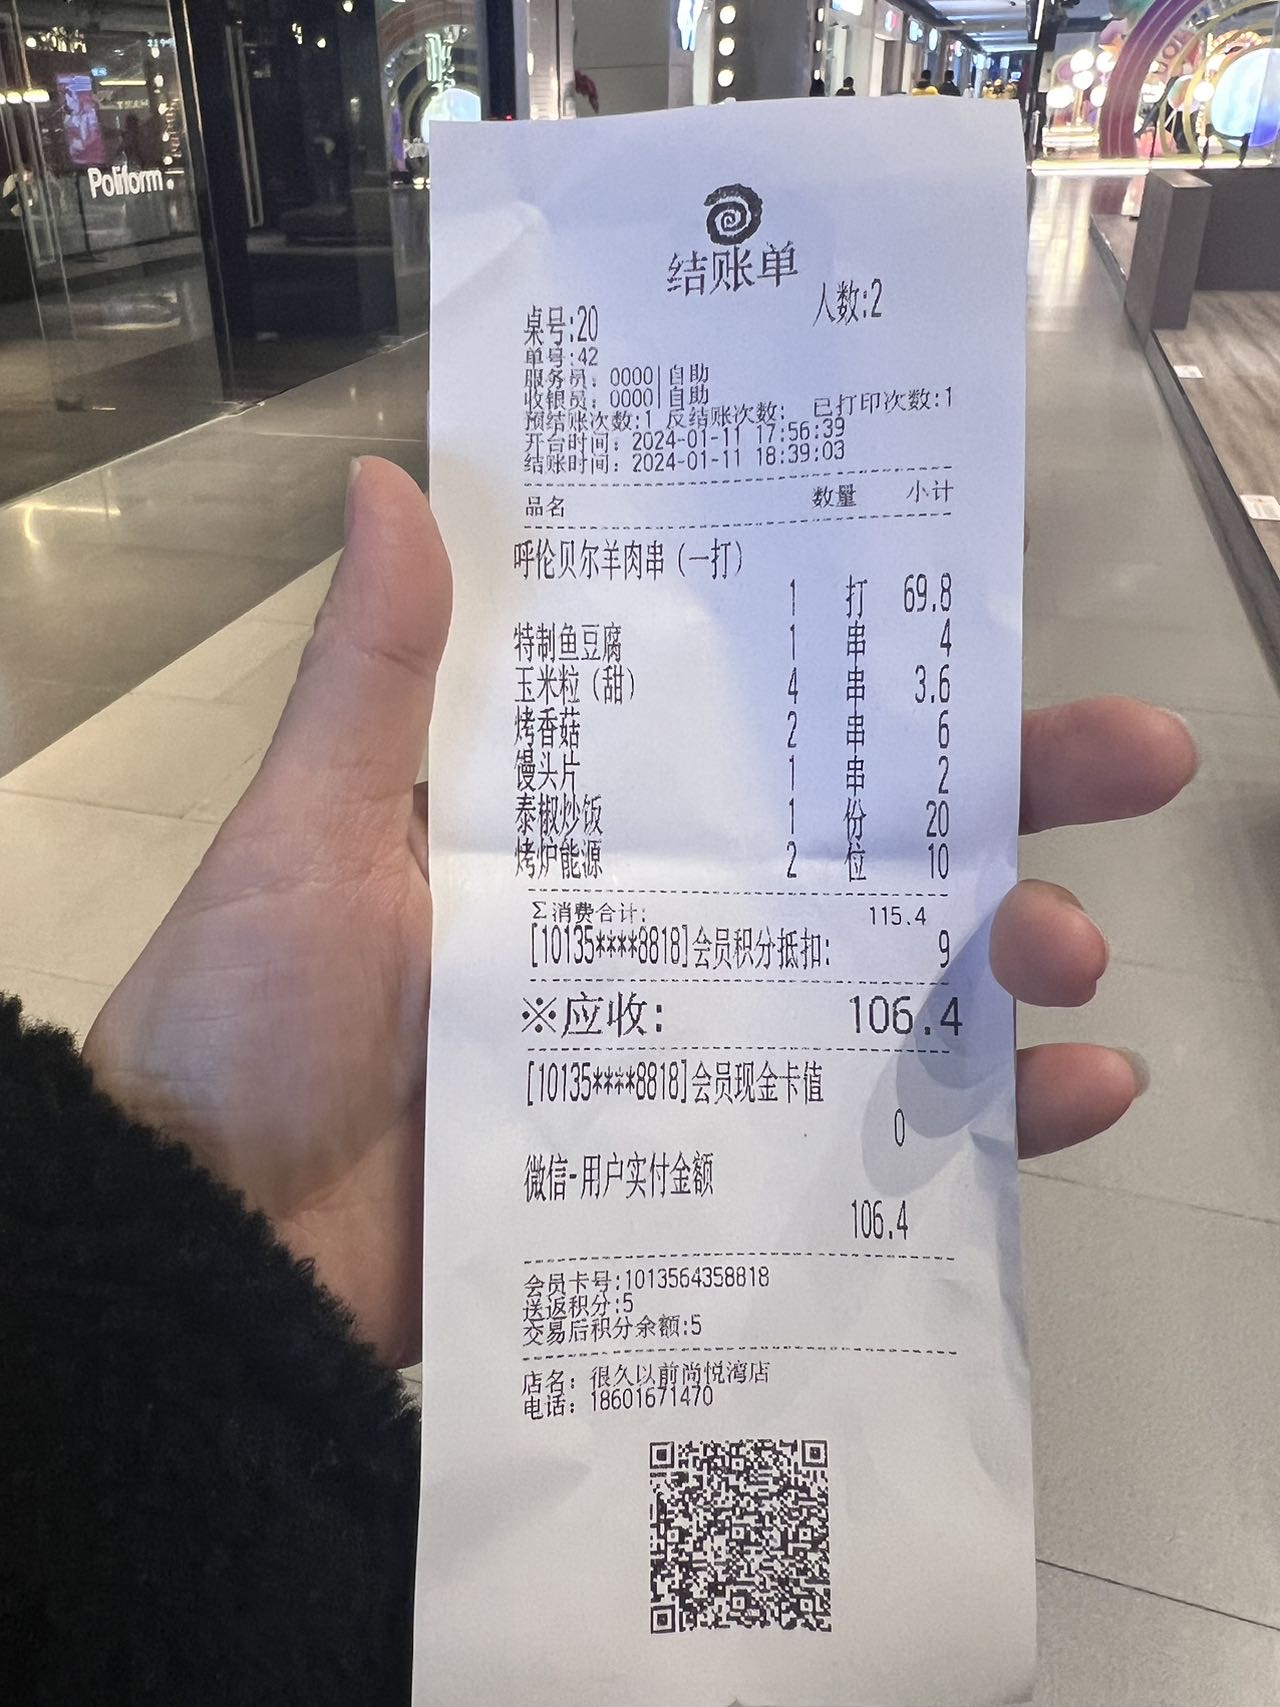 Poliform
结账单
人数:2
桌号:20
单号:42
服务员: 0000|自助
收银员: 0000|自助
预结账次数:1 反结账次数: 已打印次数:1
开台时间: 2024-01-11 17:56:39
结账时间: 2024-01-11 18:39:03
品名 数量 小计
呼伦贝尔羊肉串(一打)
1 打 69.8
特制鱼豆腐 1 串 4
玉米粒(甜) 4 串 3.6
烤香菇 2 串 6
馒头片 1 串 2
泰椒炒饭 1 份 20
烤炉能源 2 位 10
Σ消费合计: 115.4
[10135****8818]会员积分抵扣: 9
※应收: 106.4
[10135****8818]会员现金卡值
0
微信-用户实付金额
106.4
会员卡号:1013564358818
送返积分:5
交易后积分余额:5
店名: 很久以前尚悦湾店
电话: 18601671470